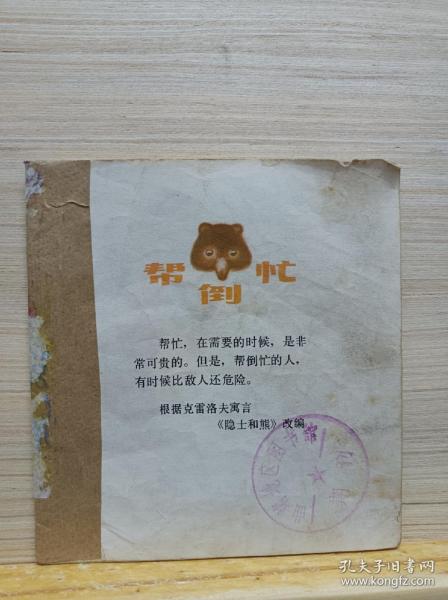 帮倒忙
帮忙，在需要的时候，是非
常可贵的。但是，帮倒忙的人，
有时候比敌人还危险。
根据克雷洛夫寓言
《隐士和熊》改编
孔夫子旧书网
www.kongfz.com